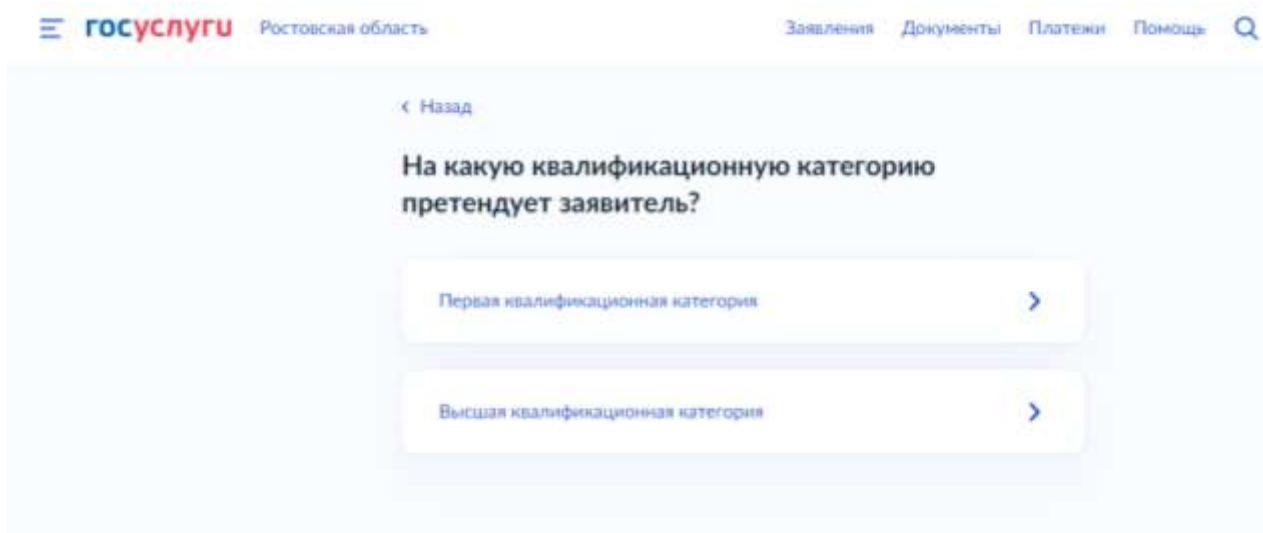 госуслуги Ростовская область Заявления Документы Платежи Помощь
Назад
На какую квалификационную категорию
претендует заявитель?
Первая квалификационная категория
Высшая квалификационная категория